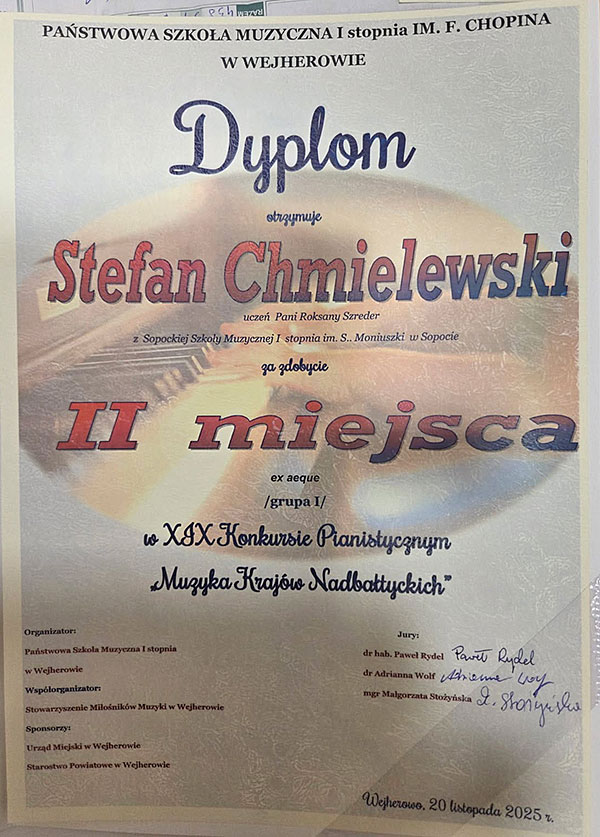 PAŃSTWOWA SZKOŁA MUZYCZNA I stopnia IM. F. CHOPINA
W WEJHEROWIE
Dyplom
otrzymuje
Stefan Chmielewski
uczeń Pani Roksany Szreder
z Sopockiej Szkoły Muzycznej I stopnia im. S.. Moniuszki w Sopocie
za zdobycie
II miejsca
ex aeque
/grupa I/
w XIX Konkursie Pianistycznym
„Muzyka Krajów Nadbałtyckich”
Organizator:
Państwowa Szkoła Muzyczna I stopnia
w Wejherowie
Współorganizator:
Stowarzyszenie Miłośników Muzyki w Wejherowie
Sponsorzy:
Urząd Miejski w Wejherowie
Starostwo Powiatowe w Wejherowie
Jury:
dr hab. Paweł Rydel Paweł Rydel
dr Adrianna Wolf
mgr Małgorzata Stożyńska
Wejherowo, 20 listopada 2025 r.
RAZEM